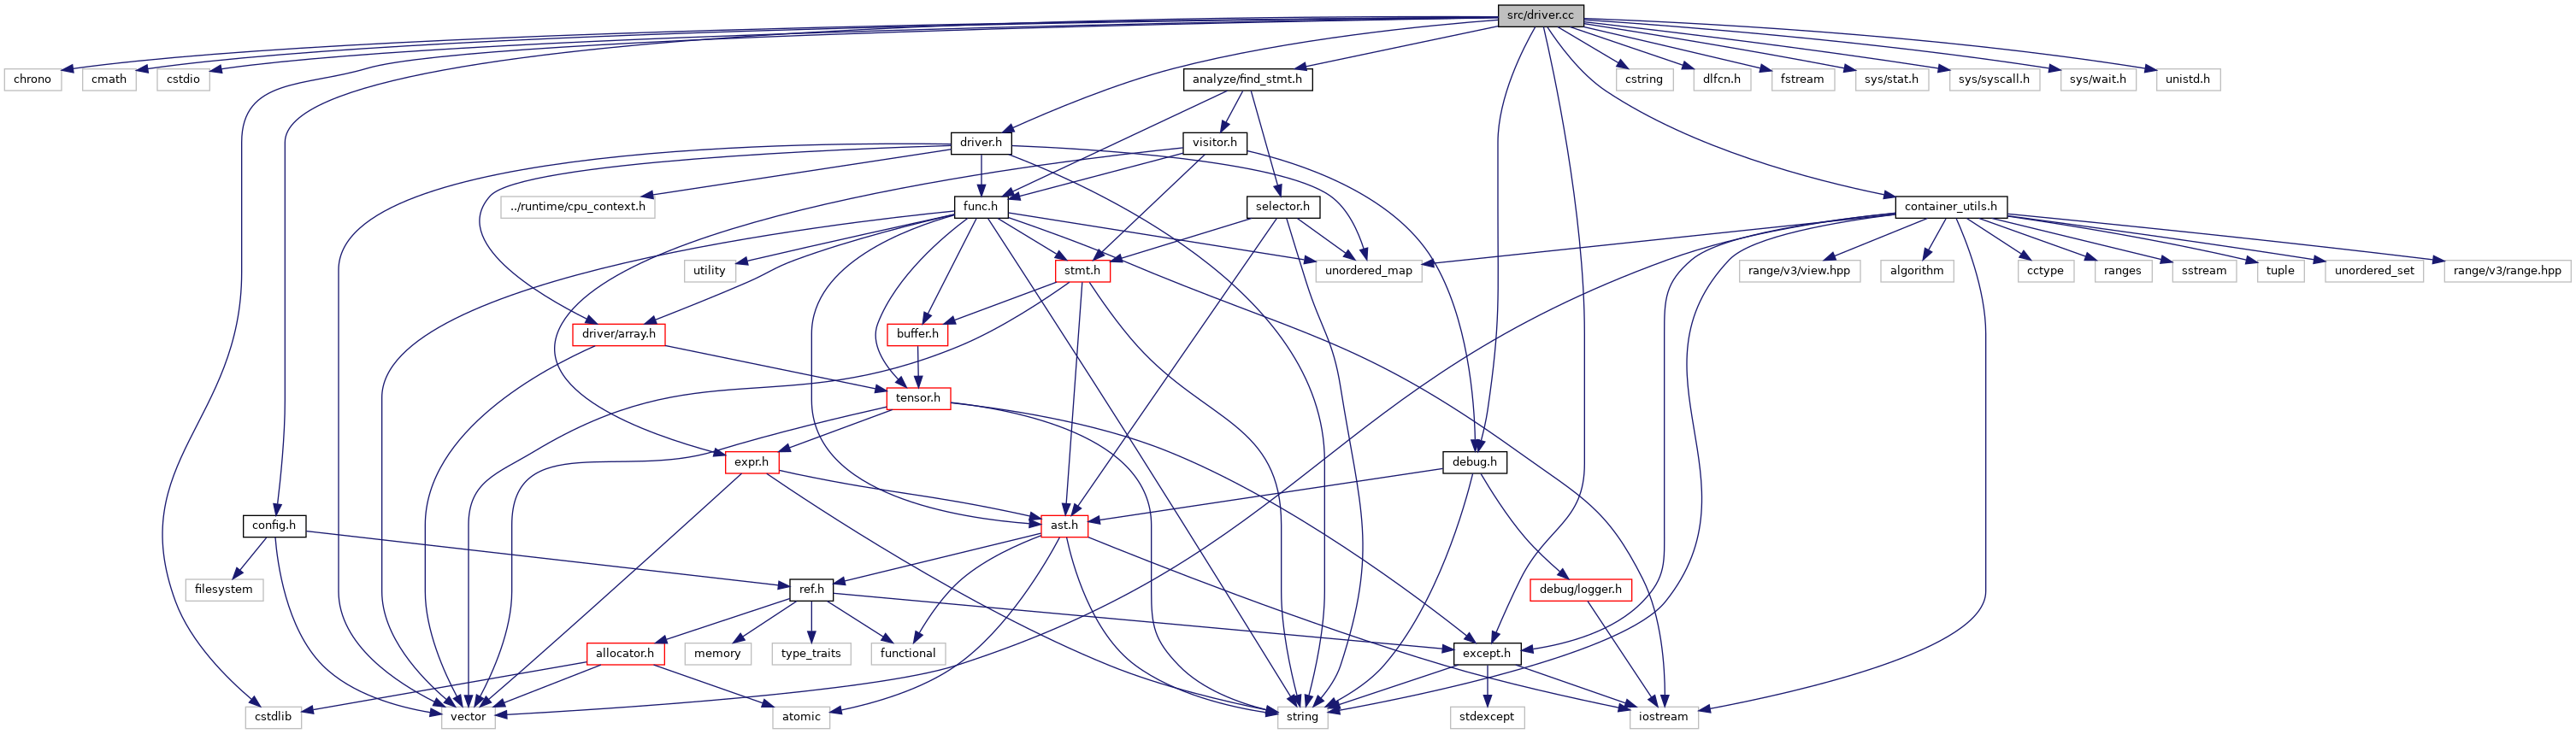 src/driver.cc
chrono
cmath
cstdio
analyze/find_stmt.h
cstring
dlfcn.h
fstream
sys/stat.h
sys/syscall.h
sys/wait.h
unistd.h
driver.h
visitor.h
../runtime/cpu_context.h
func.h
selector.h
container_utils.h
utility
stmt.h
unordered_map
range/v3/view.hpp
algorithm
cctype
ranges
sstream
tuple
unordered_set
range/v3/range.hpp
driver/array.h
buffer.h
tensor.h
expr.h
debug.h
config.h
ast.h
filesystem
ref.h
debug/logger.h
allocator.h
memory
type_traits
functional
except.h
cstdlib
vector
atomic
string
stdexcept
iostream